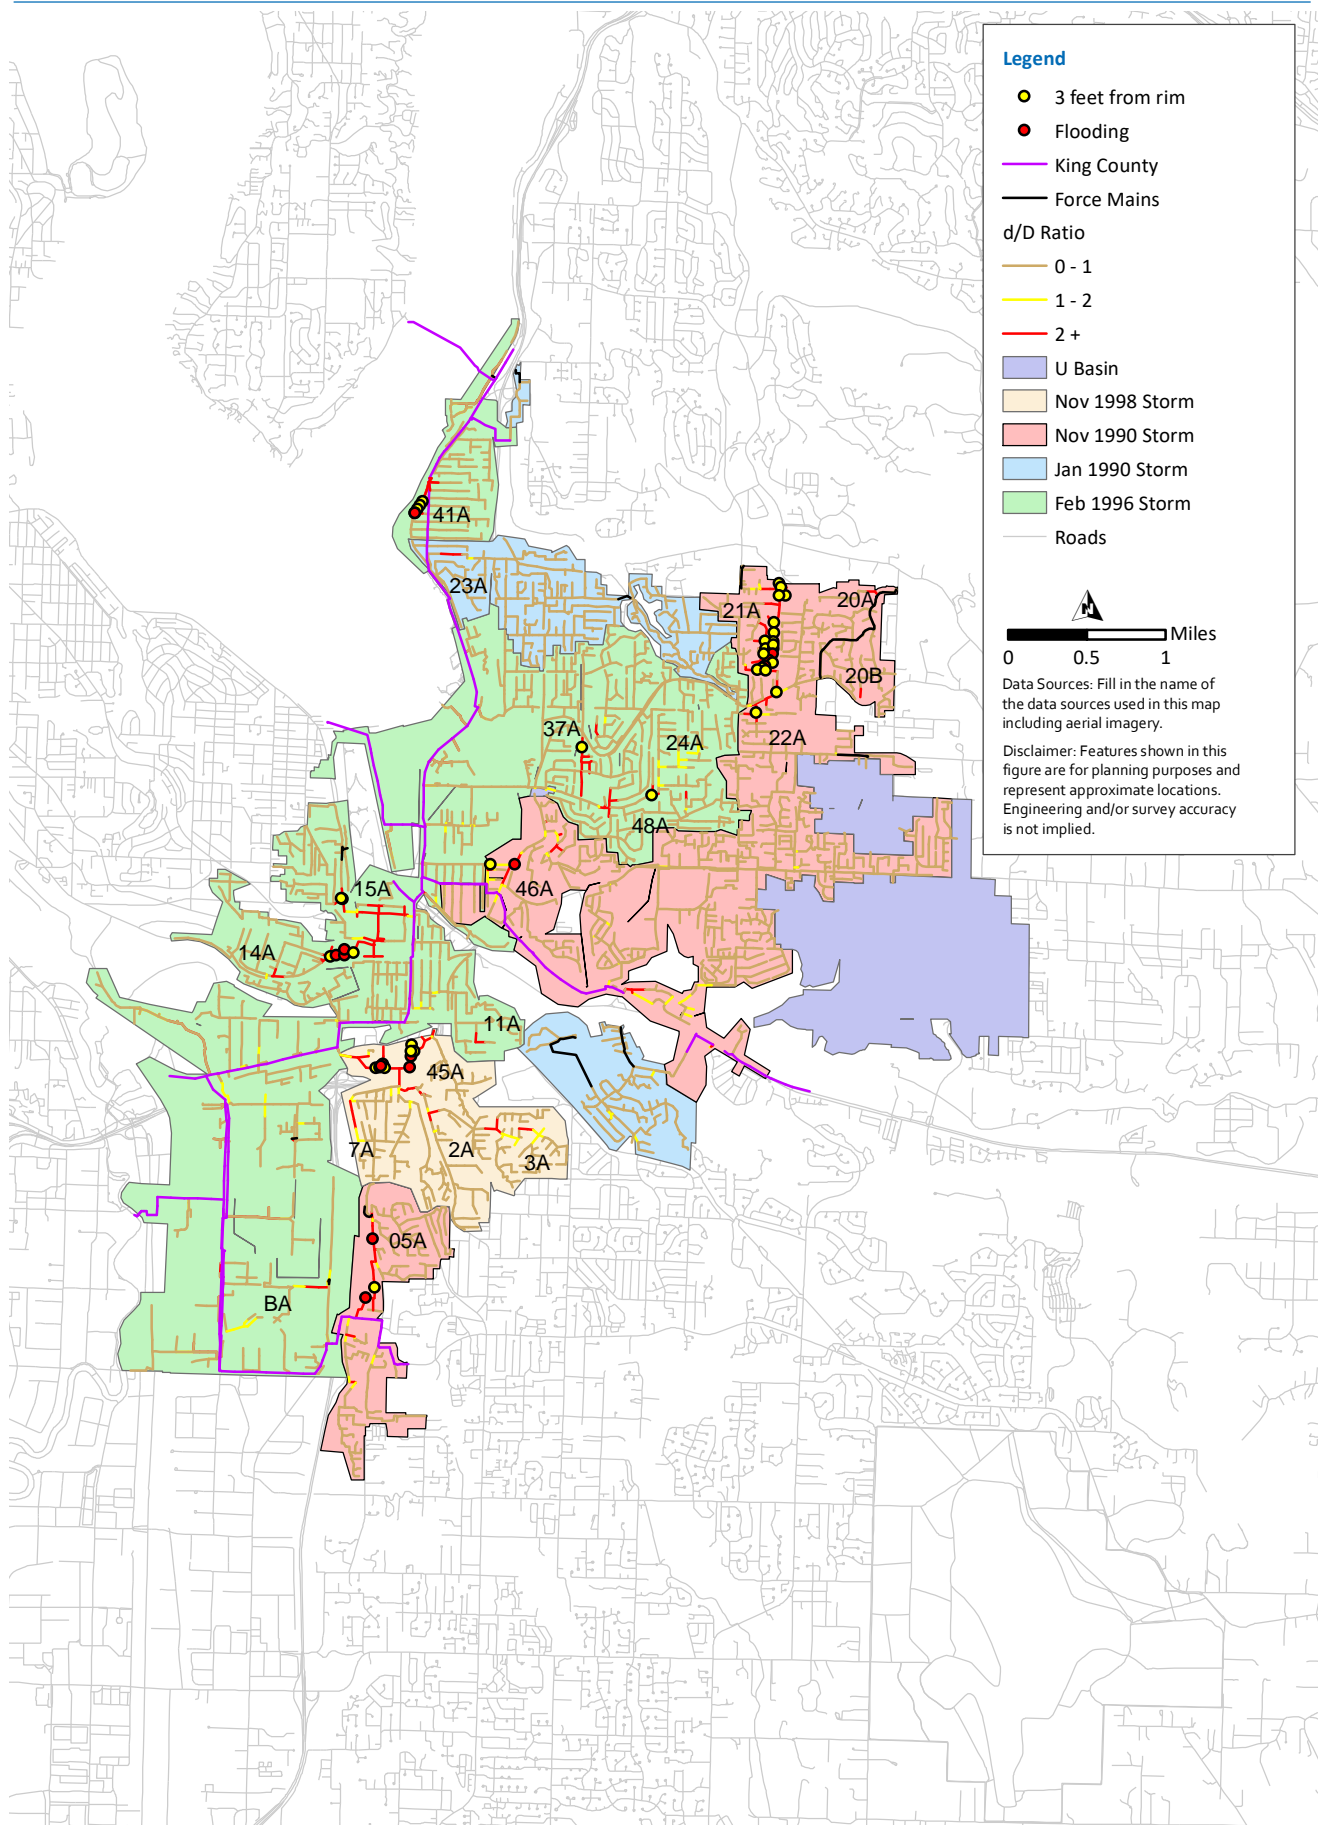 Legend
3 feet from rim
Flooding
King County
Force Mains
d/D Ratio
0 - 1
1 - 2
2 +
U Basin
Nov 1998 Storm
Nov 1990 Storm
Jan 1990 Storm
Feb 1996 Storm
Roads
N
Miles
0 0.5 1
Data Sources: Fill in the name of
the data sources used in this map
including aerial imagery.
Disclaimer: Features shown in this
figure are for planning purposes and
represent approximate locations.
Engineering and/or survey accuracy
is not implied.
41A
23A
21A
20A
20B
37A
24A
22A
48A
15A
46A
14A
11A
45A
7A
2A
3A
05A
BA